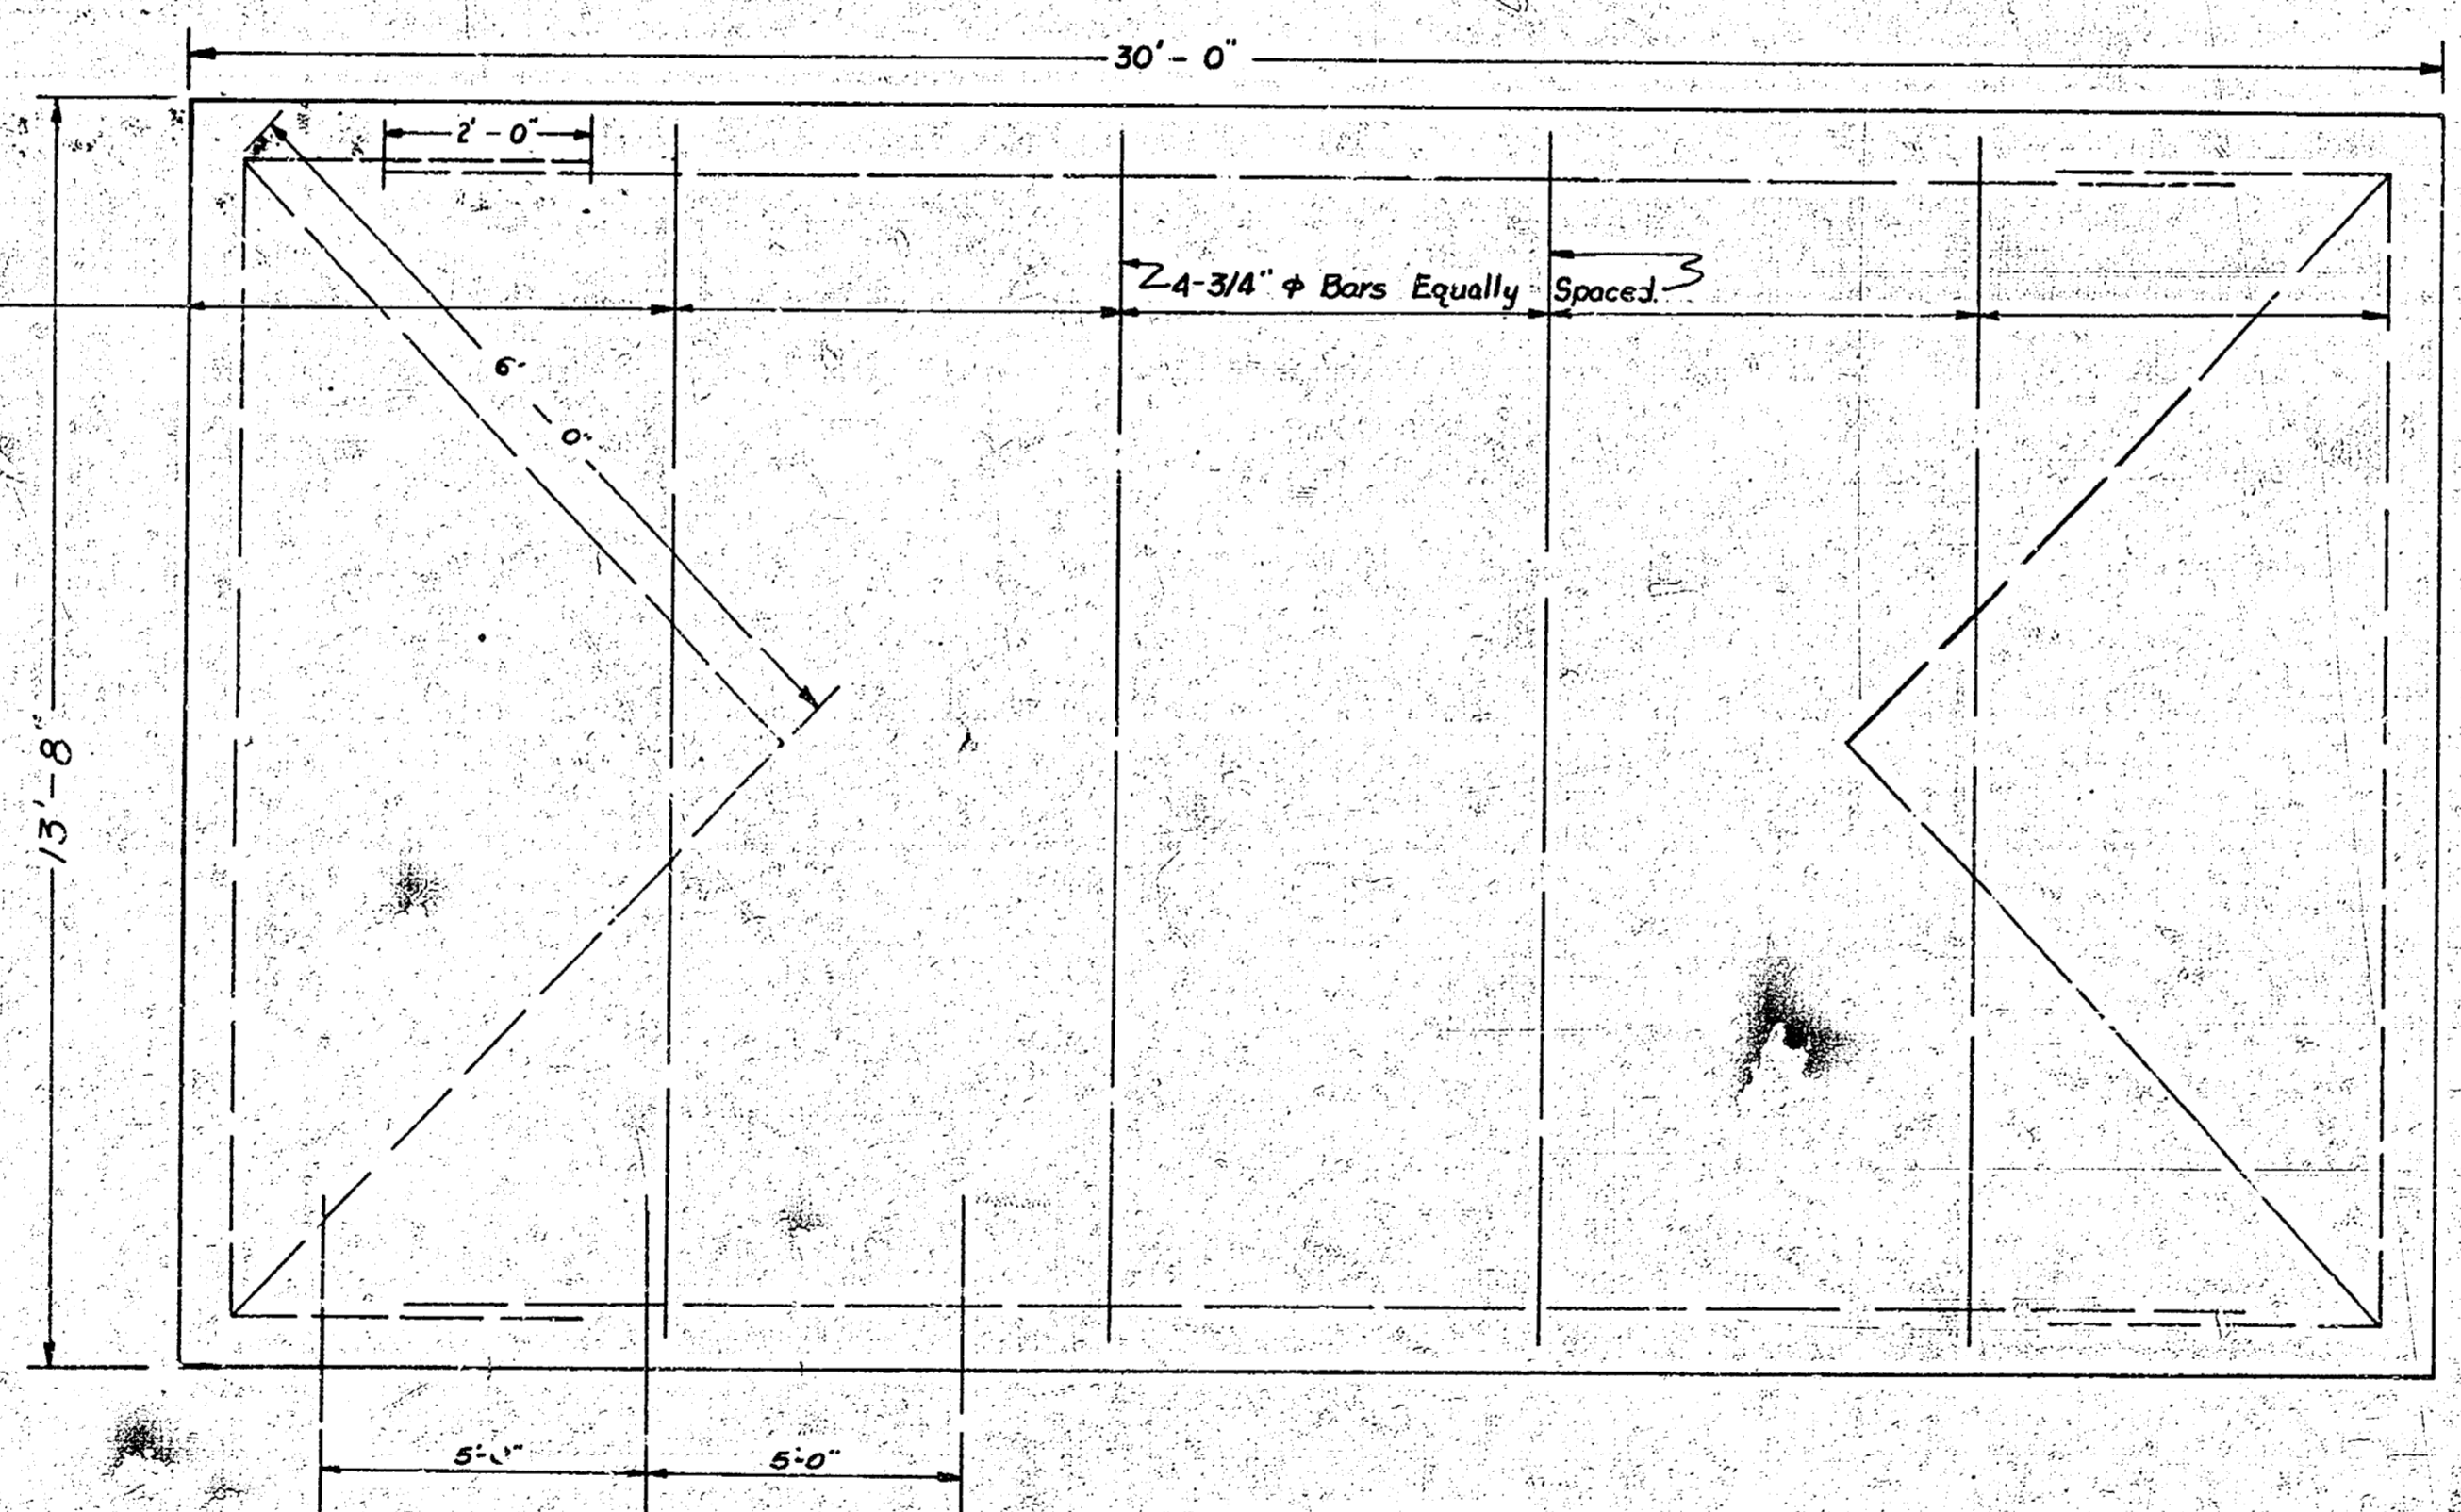 30'- 0"
2' - 0"
4-3/4" ϕ Bars Equally Spaced.
6-
0"
13'-8"
5'-0"